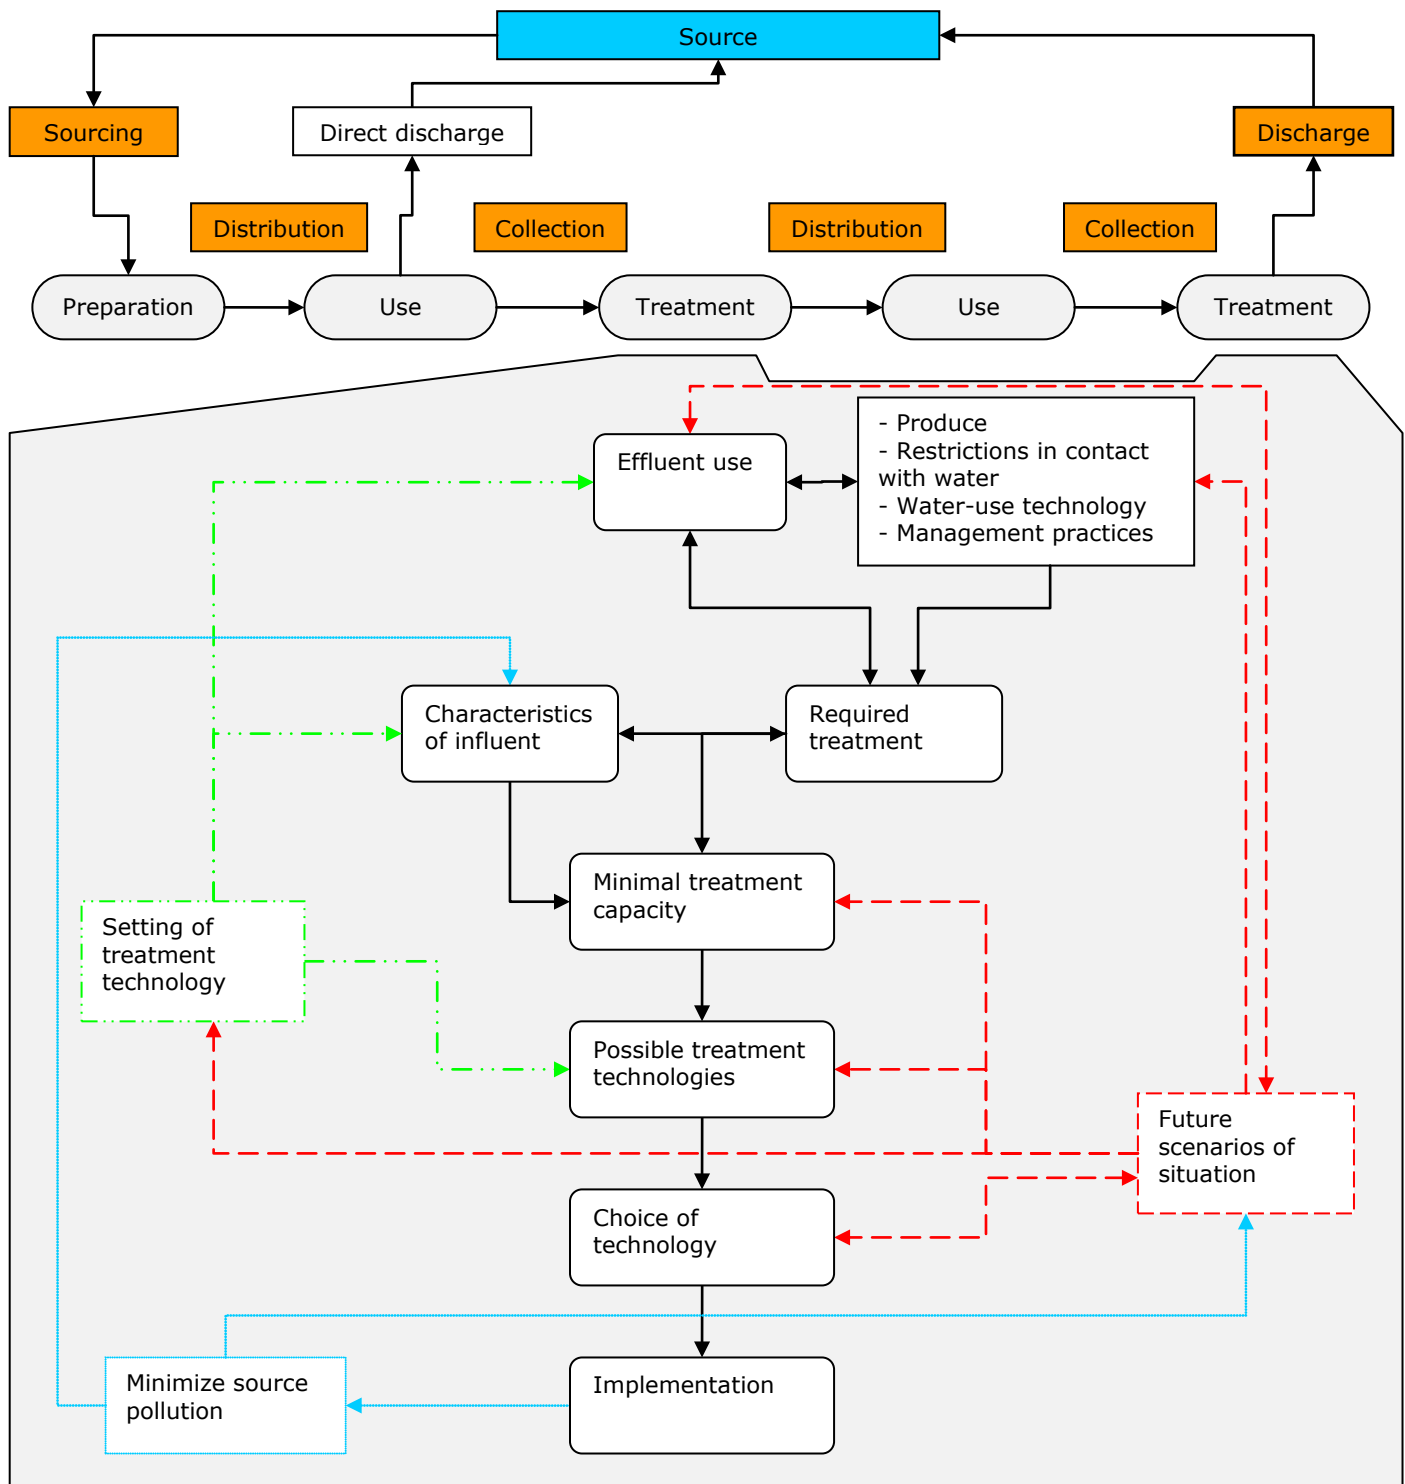 Source
Sourcing
Direct discharge
Discharge
Distribution
Collection
Distribution
Collection
Preparation
Use
Treatment
Use
Treatment
Effluent use
- Produce
- Restrictions in contact
with water
- Water-use technology
- Management practices
Characteristics
of influent
Required
treatment
Minimal treatment
capacity
Setting of
treatment
technology
Possible treatment
technologies
Future
scenarios of
situation
Choice of
technology
Minimize source
pollution
Implementation